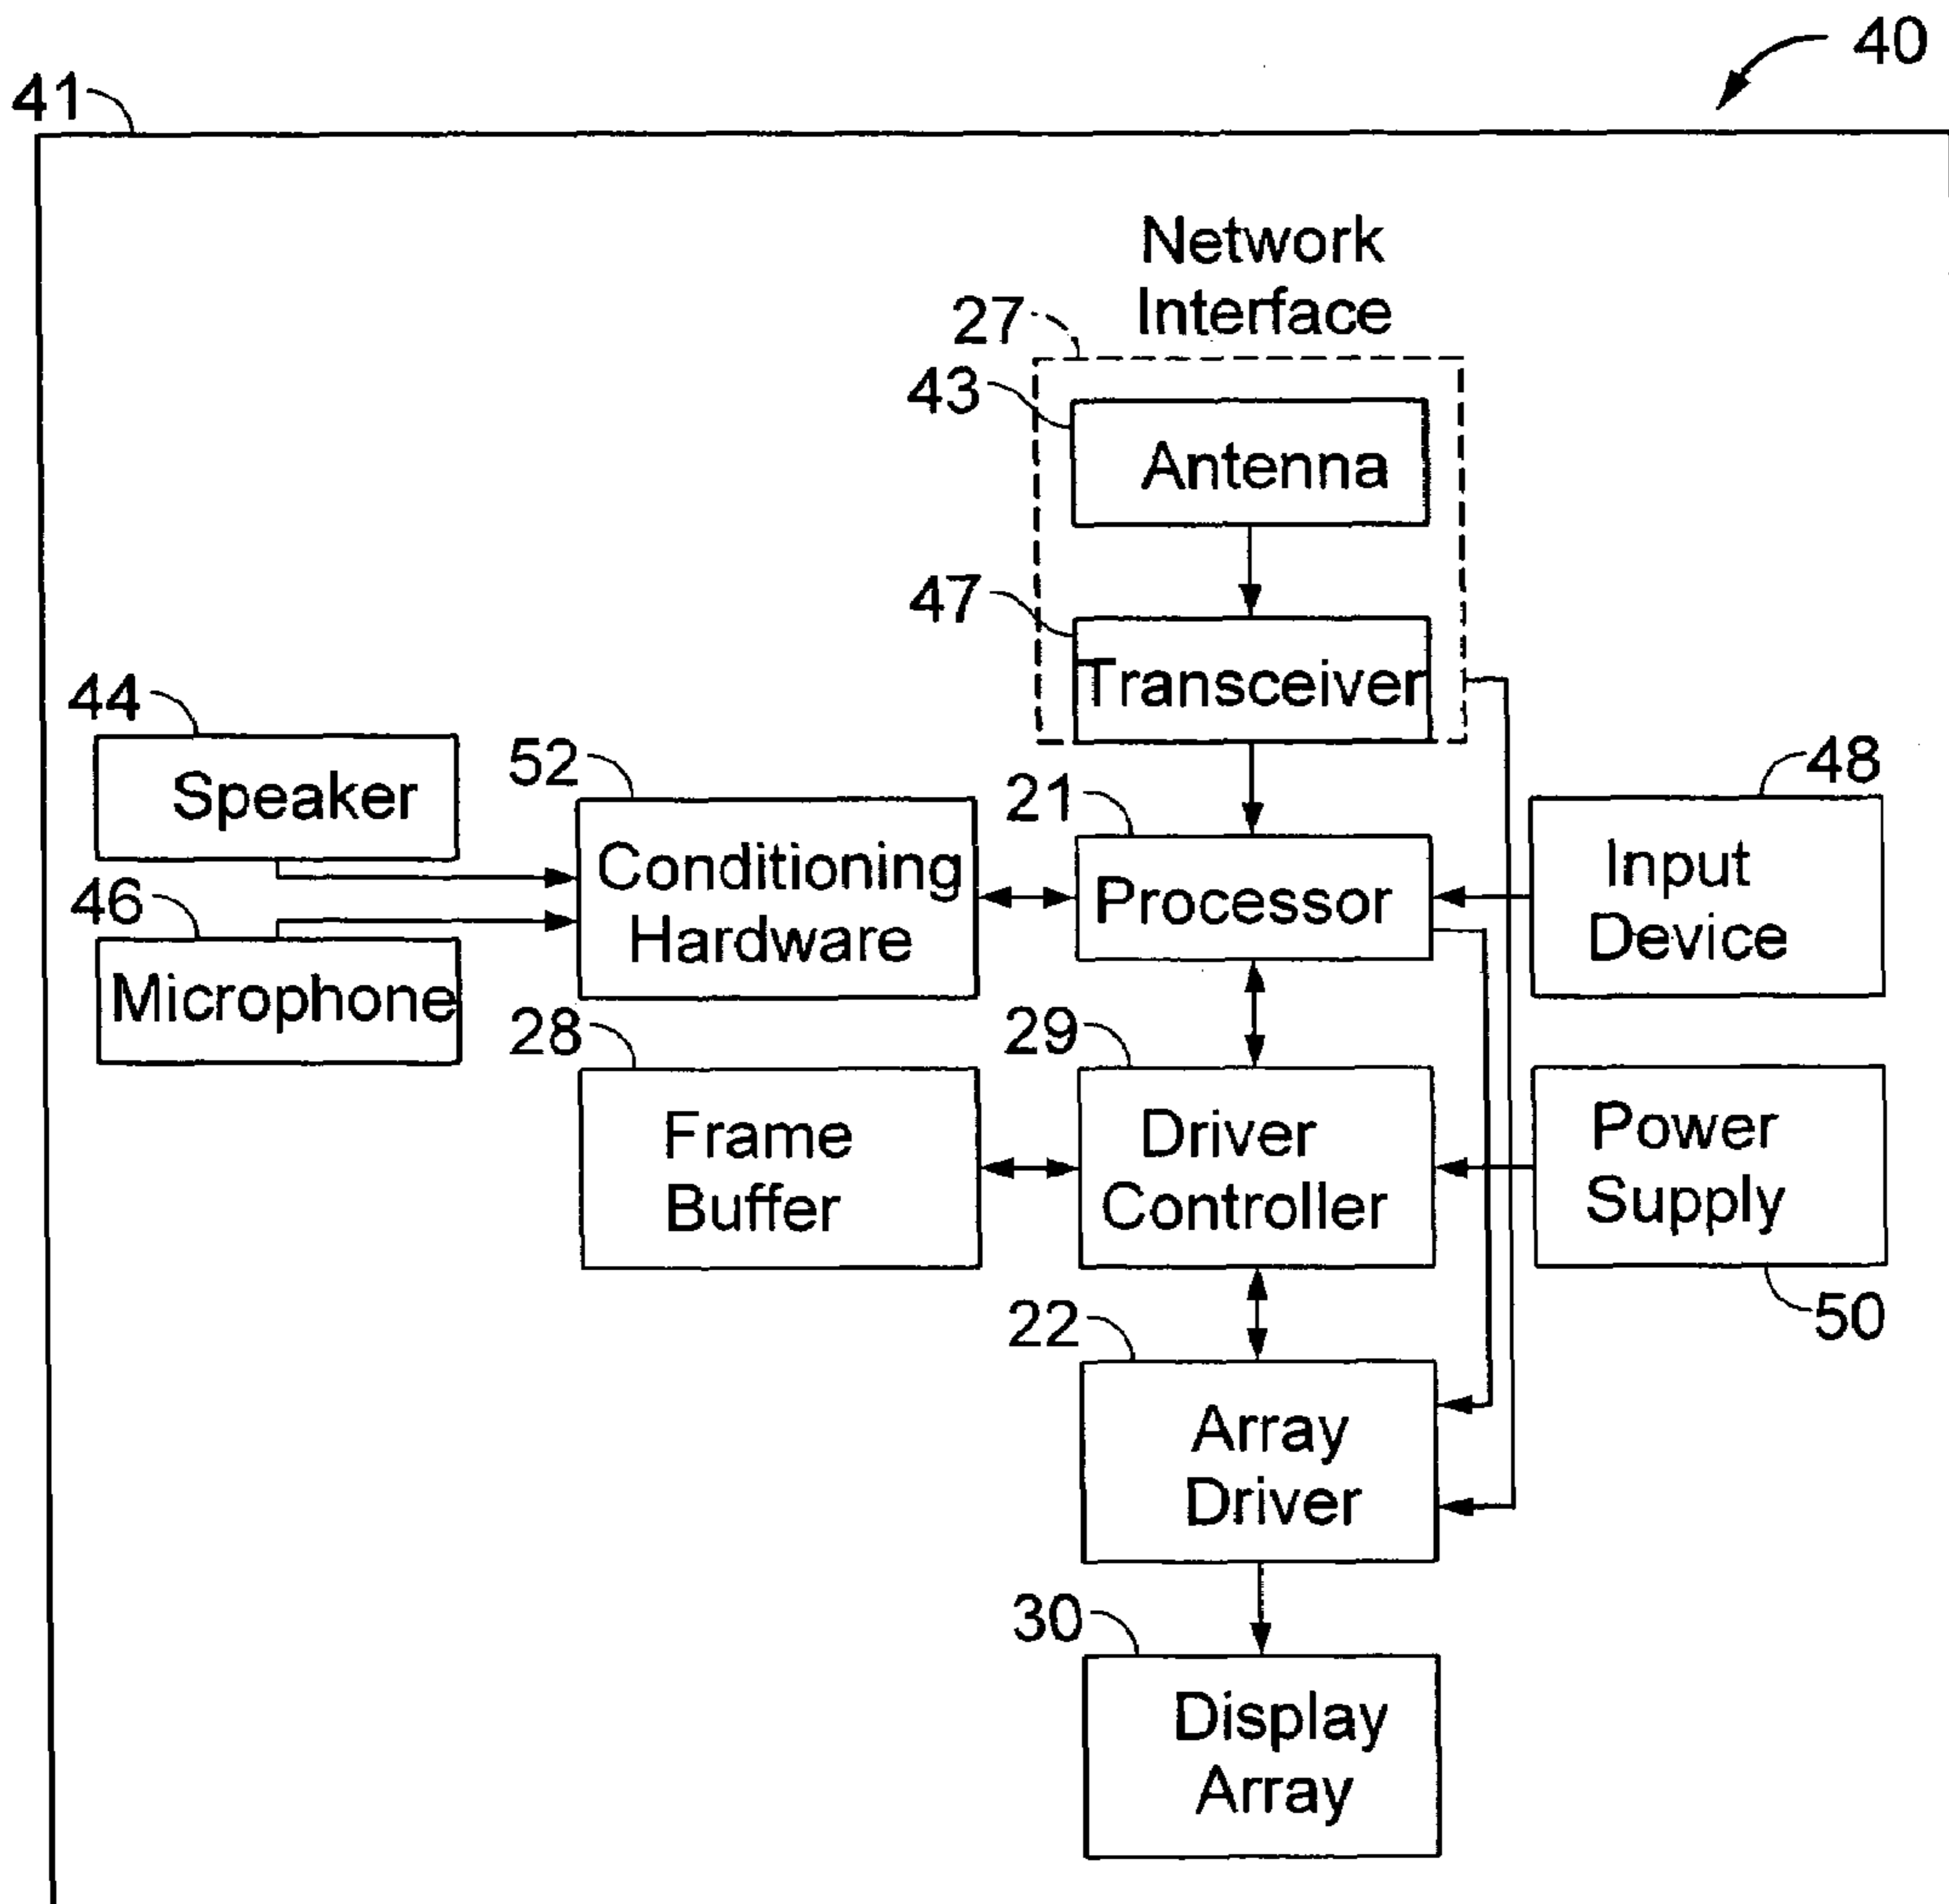 40
41
Network
Interface
27
43
Antenna
47
Transceiver
44
Speaker
52
Conditioning
Hardware
21
Processor
48
Input
Device
46
Microphone
28
Frame
Buffer
29
Driver
Controller
Power
Supply
50
22
Array
Driver
30
Display
Array